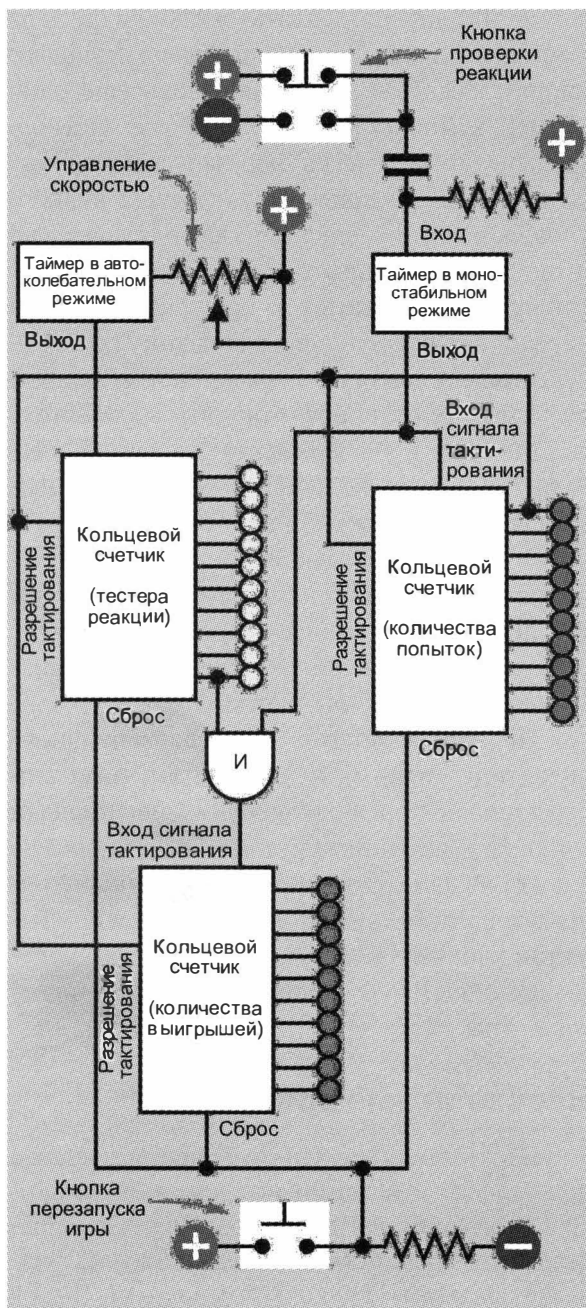 Кнопка
проверки
реакции
+
−
+
Управление
скоростью
+
Вход
Таймер в авто-
колебательном
режиме
Таймер в моно-
стабильном
режиме
Выход
Выход
Вход
сигнала
такти-
рования
Разрешение
тактирования
Кольцевой
счетчик
(тестера
реакции)
Разрешение
тактирования
Кольцевой
счетчик
(количества
попыток)
Сброс
Сброс
И
Вход сигнала
тактирования
Разрешение
тактирования
Кольцевой
счетчик
(количества
выигрышей)
Сброс
Кнопка
перезапуска
игры
+
−